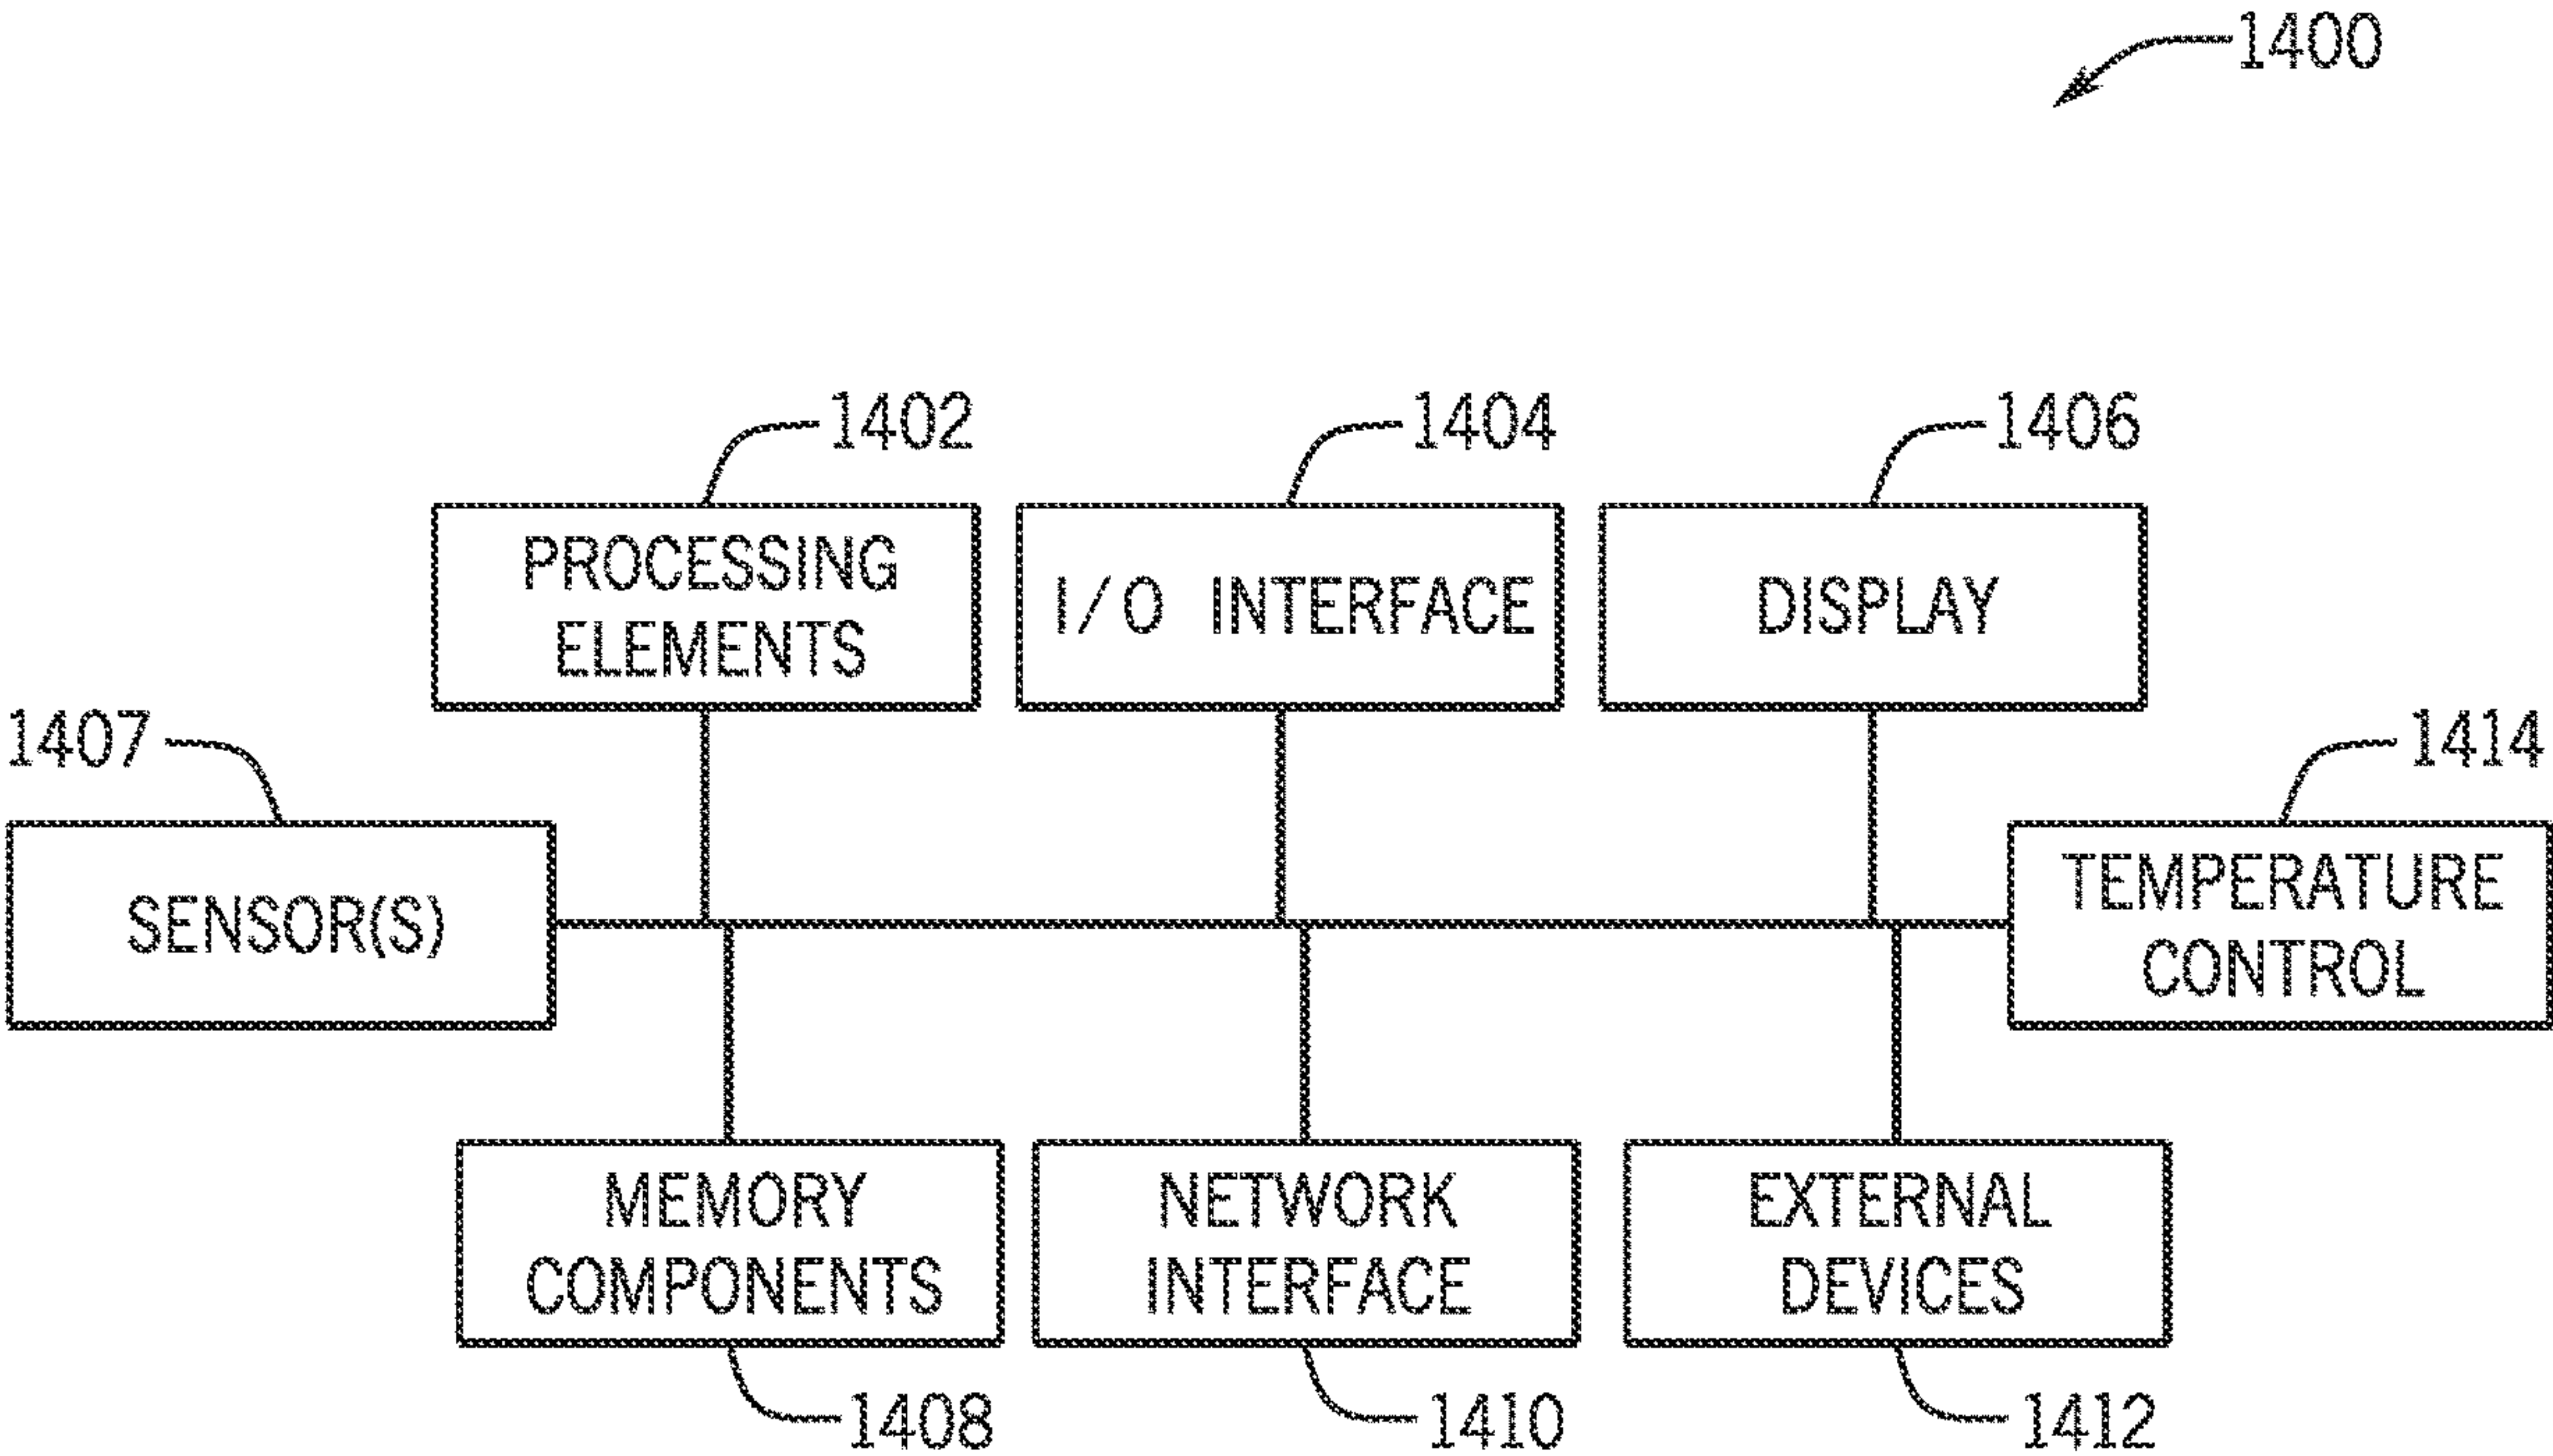 1400
1402
1404
1406
PROCESSING
ELEMENTS
I/O INTERFACE
DISPLAY
1407
1414
SENSOR(S)
TEMPERATURE
CONTROL
MEMORY
COMPONENTS
NETWORK
INTERFACE
EXTERNAL
DEVICES
1408
1410
1412